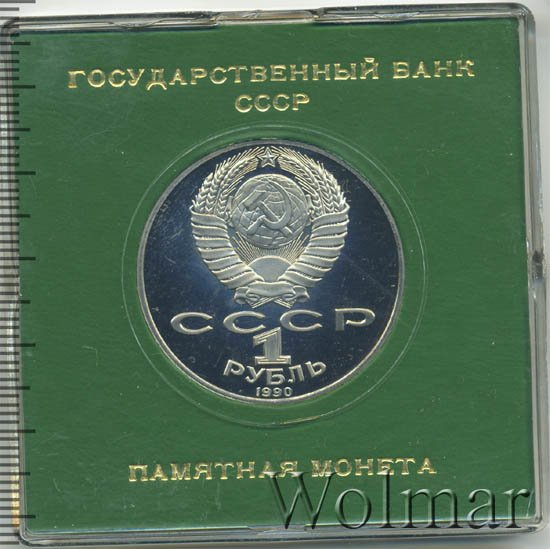 ГОСУДАРСТВЕННЫЙ БАНК
СССР
СССР
1
РУБЛЬ
1990
ПАМЯТНАЯ МОНЕТА
Wolmar